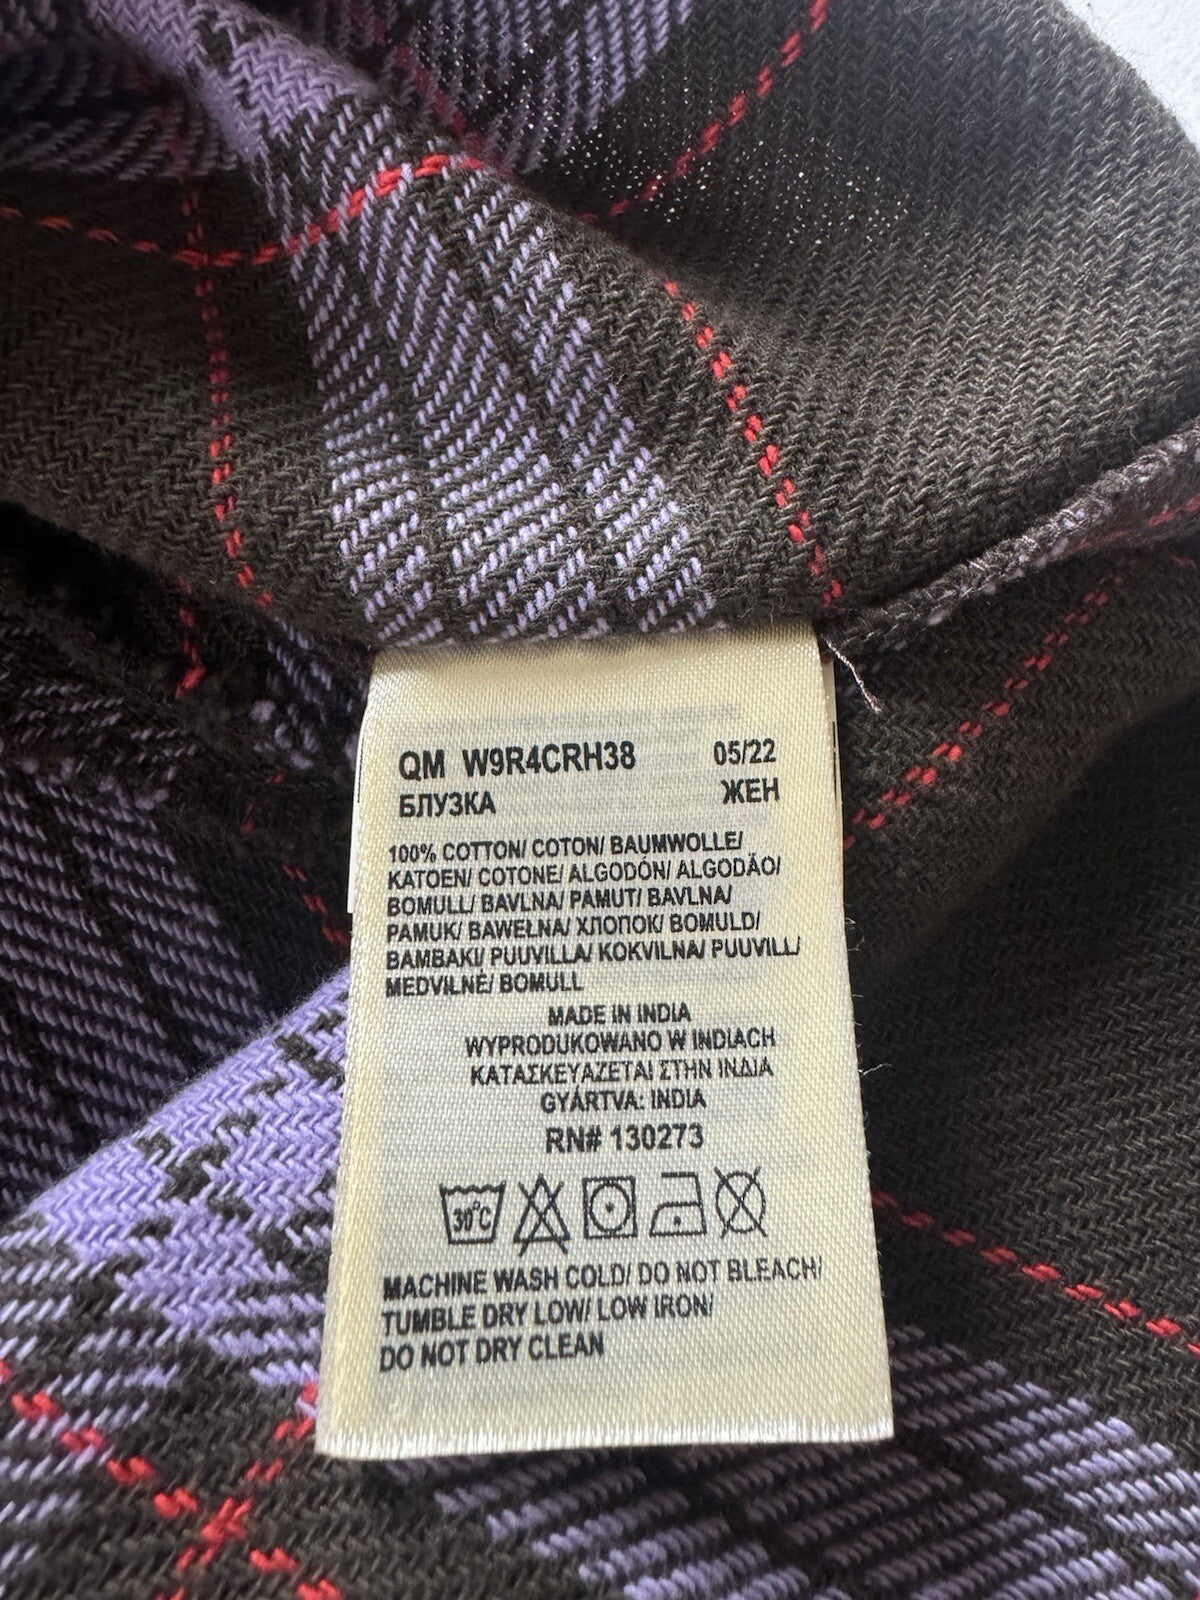 QM W9R4CRH38 05/22
БЛУЗКА ЖЕН
100% COTTON/ COTON/ BAUMWOLLE/
KATOEN/ COTONE/ ALGODÓN/ ALGODÃO/
BOMULL/ BAVLNA/ PAMUT/ BAVLNA/
PAMUK/ BAWEŁNA/ ХЛОПОК/ BOMULD/
BAMBAKI/ PUUVILLA/ KOKVILNA/ PUUVILL/
MEDVILNÉ/ BOMULL
MADE IN INDIA
WYPRODUKOWANO W INDIACH
ΚΑΤΑΣΚΕΥΑΖΕΤΑΙ ΣΤΗΝ ΙΝΔΙΑ
GYÁRTVA: INDIA
RN# 130273
30°C
MACHINE WASH COLD/ DO NOT BLEACH/
TUMBLE DRY LOW/ LOW IRON/
DO NOT DRY CLEAN